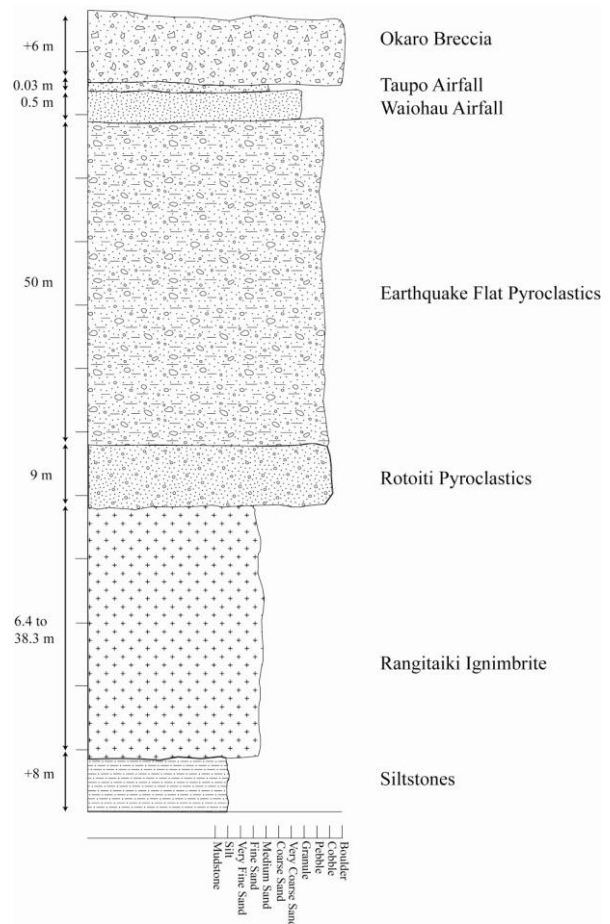 +6 m
Okaro Breccia
0.03 m
Taupo Airfall
0.5 m
Waiohau Airfall
50 m
Earthquake Flat Pyroclastics
9 m
Rotoiti Pyroclastics
6.4 to
38.3 m
Rangitaiki Ignimbrite
+8 m
Siltstones
Mudstone
Silt
Very Fine Sand
Fine Sand
Medium Sand
Coarse Sand
Very Coarse Sand
Granule
Pebble
Cobble
Boulder